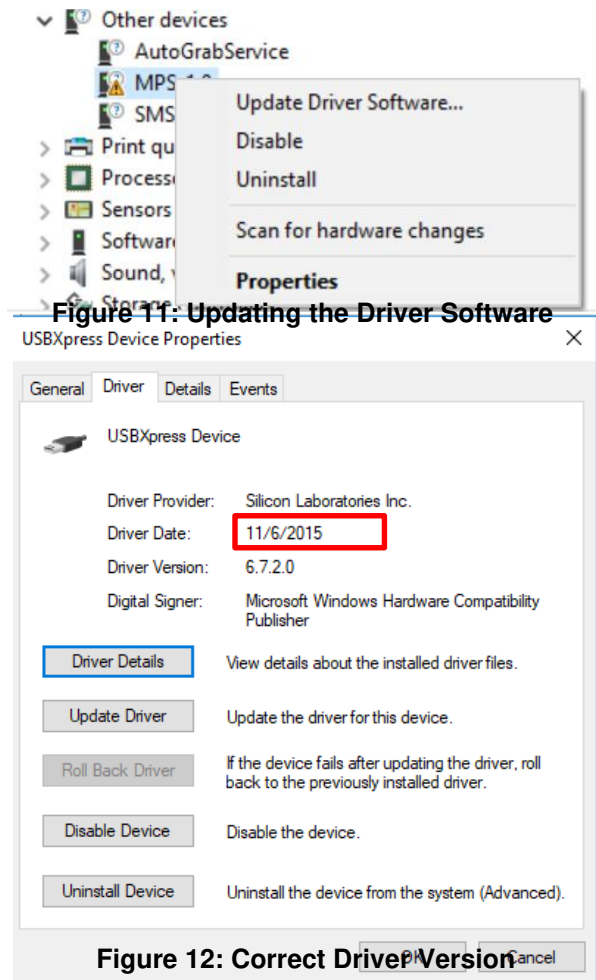 Other devices
AutoGrabService
MPS
SMS
Update Driver Software...
Disable
Uninstall
Scan for hardware changes
Properties
Print qu
Process
Sensors
Softwar
Sound,
Storage
Figure 11: Updating the Driver Software
USBXpress Device Properties
General Driver Details Events
USBXpress Device
Driver Provider: Silicon Laboratories Inc.
Driver Date: 11/6/2015
Driver Version: 6.7.2.0
Digital Signer: Microsoft Windows Hardware Compatibility
Publisher
Driver Details View details about the installed driver files.
Update Driver Update the driver for this device.
Roll Back Driver If the device fails after updating the driver, roll
back to the previously installed driver.
Disable Device Disable the device.
Uninstall Device Uninstall the device from the system (Advanced).
OK Cancel
Figure 12: Correct Driver Version